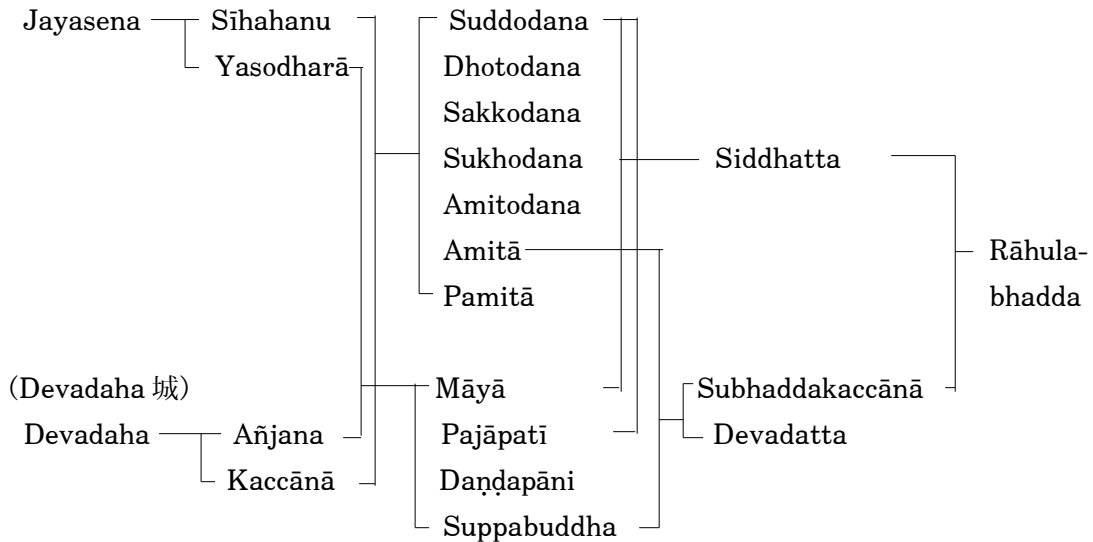 Jayasena Sīhahanu Suddodana
Yasodharā Dhotodana
Sakkodana
Sukhodana Siddhatta
Amitodana
Amitā Rāhula-
Pamitā bhadda
(Devadaha 城) Māyā Subhaddakaccānā
Devadaha Añjana Pajāpatī Devadatta
Kaccānā Daṇḍapāni
Suppabuddha